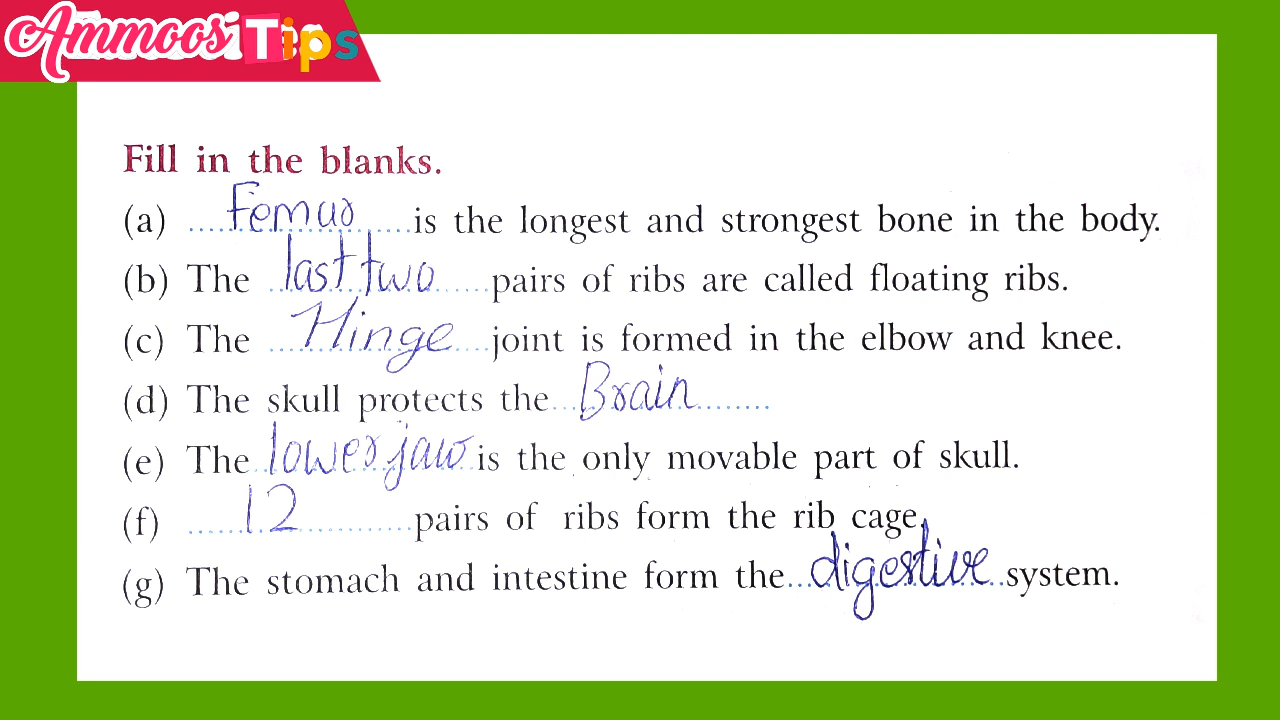 Ammoos Tips
Fill in the blanks.
(a) Femur is the longest and strongest bone in the body.
(b) The last two pairs of ribs are called floating ribs.
(c) The Hinge joint is formed in the elbow and knee.
(d) The skull protects the Brain
(e) The lower jaw is the only movable part of skull.
(f) 12 pairs of ribs form the rib cage.
(g) The stomach and intestine form the digestive system.